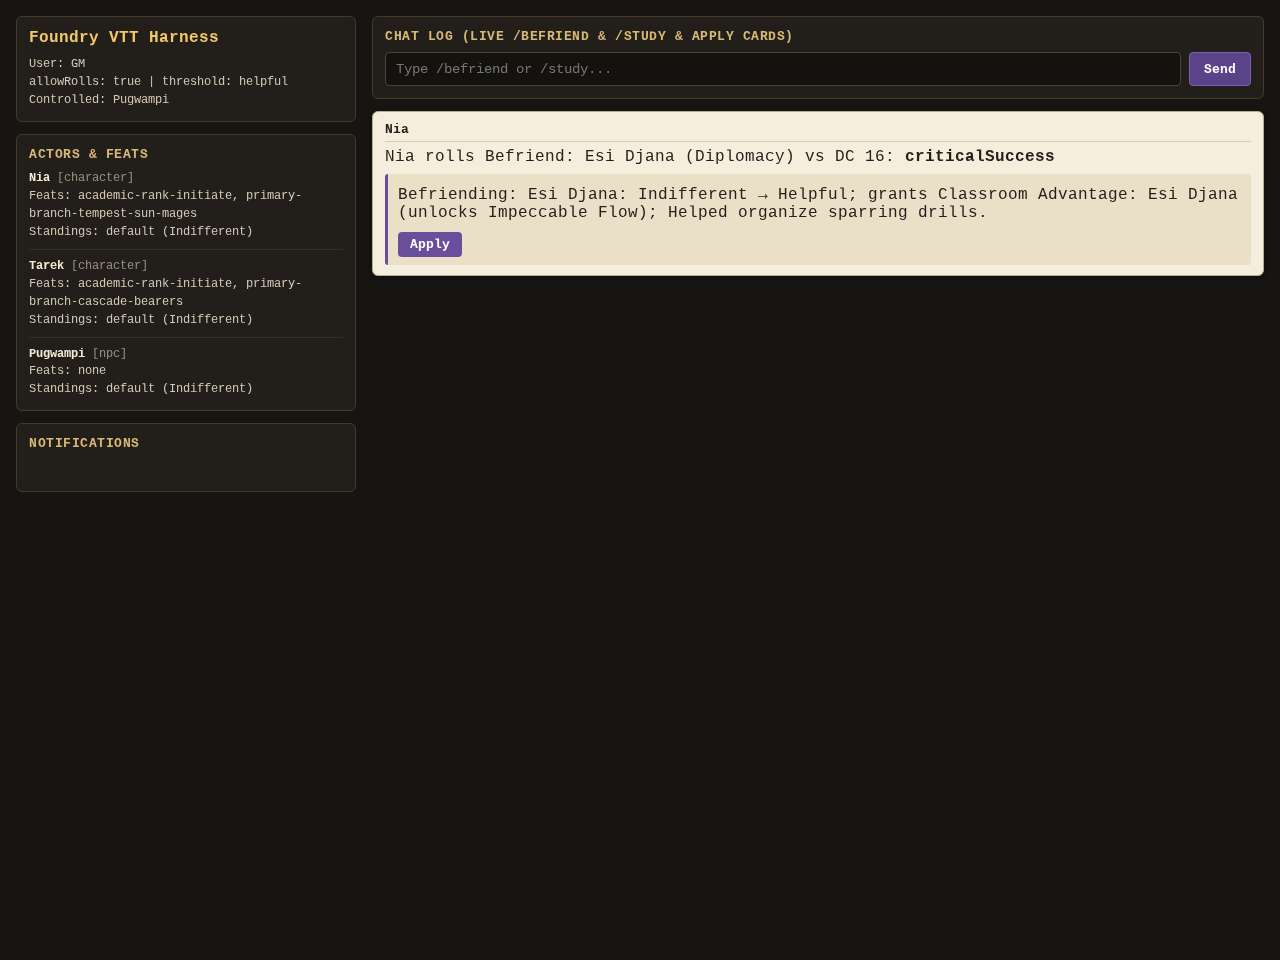 Foundry VTT Harness
User: GM
allowRolls: true | threshold: helpful
Controlled: Pugwampi
ACTORS & FEATS
Nia [character]
Feats: academic-rank-initiate, primary-
branch-tempest-sun-mages
Standings: default (Indifferent)
Tarek [character]
Feats: academic-rank-initiate, primary-
branch-cascade-bearers
Standings: default (Indifferent)
Pugwampi [npc]
Feats: none
Standings: default (Indifferent)
NOTIFICATIONS
CHAT LOG (LIVE /BEFRIEND & /STUDY & APPLY CARDS)
Type /befriend or /study...
Send
Nia
Nia rolls Befriend: Esi Djana (Diplomacy) vs DC 16: criticalSuccess
Befriending: Esi Djana: Indifferent → Helpful; grants Classroom Advantage: Esi Djana
(unlocks Impeccable Flow); Helped organize sparring drills.
Apply